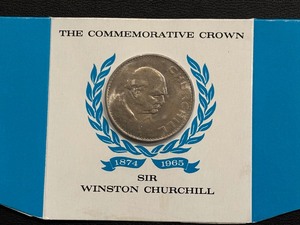 THE COMMEMORATIVE CROWN
CHURCHILL
1874 1965
SIR
WINSTON CHURCHILL